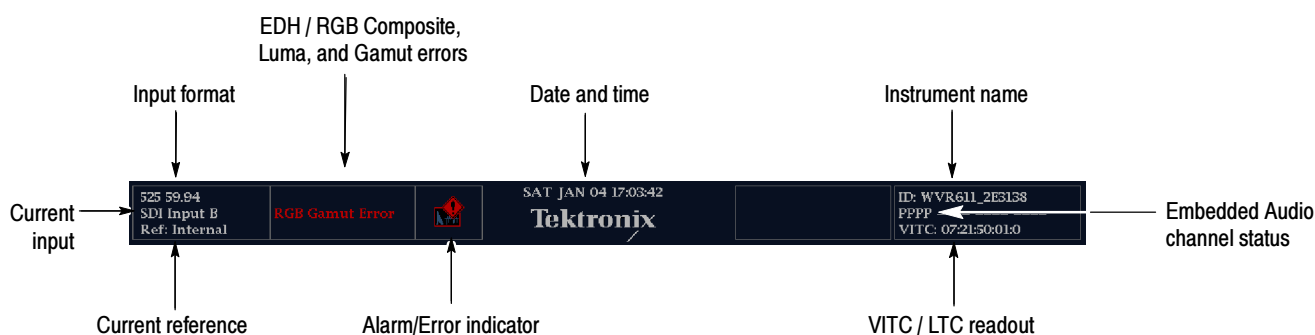 EDH / RGB Composite,
Luma, and Gamut errors
Input format
Date and time
Instrument name
525 59.94
SDI Input B
Ref: Internal
RGB Gamut Error
SAT JAN 04 17:03:42
Tektronix
ID: WVR611_2E3138
PPPP ---- ---- ----
VITC: 07:21:50:01:0
Current
input
Embedded Audio
channel status
Current reference
Alarm/Error indicator
VITC / LTC readout